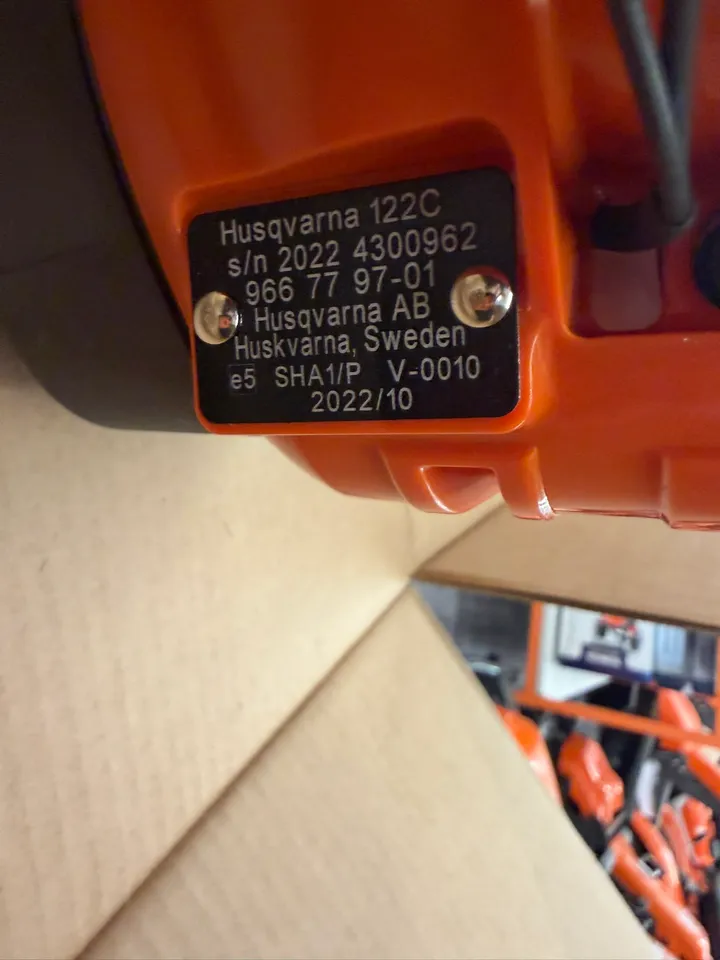 Husqvarna 122C
s/n 2022 4300962
966 77 97-01
Husqvarna AB
Huskvarna, Sweden
e5 SHA1/P V-0010
2022/10